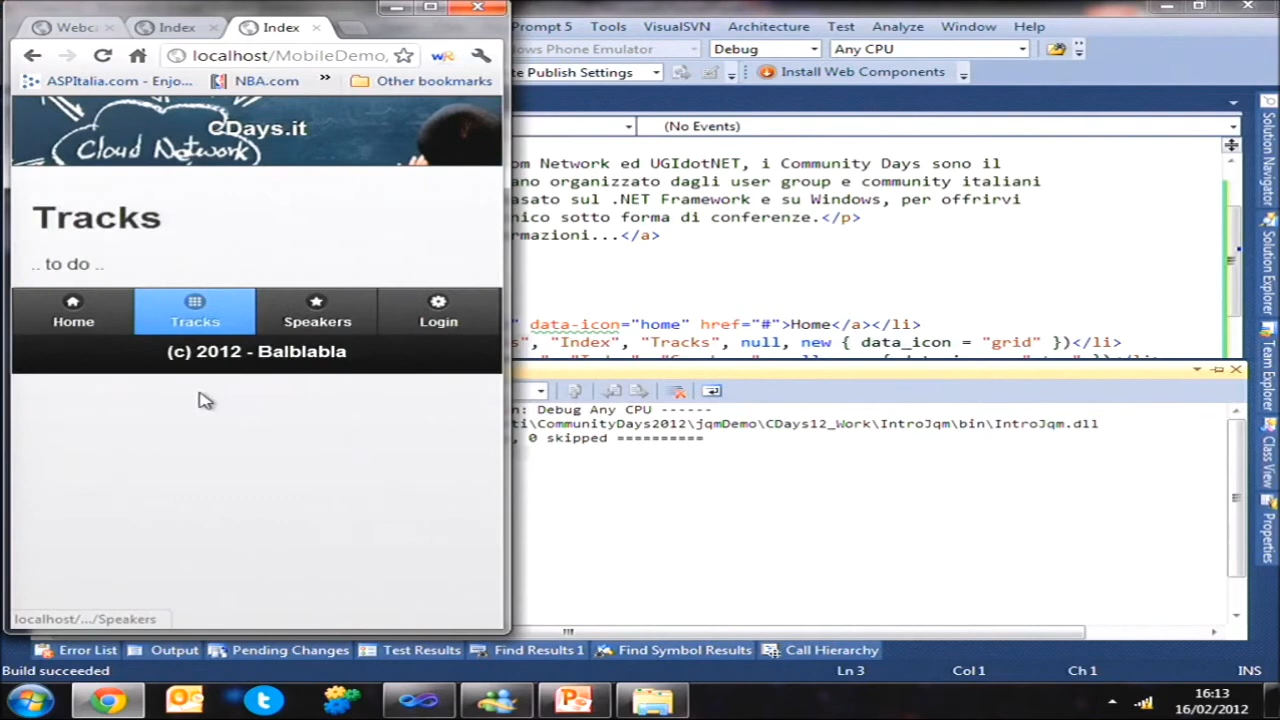 Webc
Index
Index
Prompt 5 Tools VisualSVN Architecture Test Analyze Window Help
localhost/MobileDemo
ows Phone Emulator Debug Any CPU
ASPItalia.com - Enjo... NBA.com » Other bookmarks
te Publish Settings Install Web Components
CDays.it
Cloud Network
(No Events)
om Network ed UGIdotNET, i Community Days sono il
ano organizzato dagli user group e community italiani
asato sul .NET Framework e su Windows, per offrirvi
nico sotto forma di conferenze.</p>
ormazioni...</a>
Tracks
.. to do ..
Home Tracks Speakers Login
(c) 2012 - Balblabla
" data-icon="home" href="#">Home</a></li>
s", "Index", "Tracks", null, new { data_icon = "grid" })</li>
n: Debug Any CPU ------
ti\CommunityDays2012\jqmDemo\CDays12_Work\IntroJqm\bin\IntroJqm.dll
, 0 skipped ==========
Solution Navigator
Solution Explorer
Team Explorer
Class View
Properties
localhost/.../Speakers
Error List Output Pending Changes Test Results Find Results 1 Find Symbol Results Call Hierarchy
Build succeeded Ln 3 Col 1 Ch 1 INS
16:13
16/02/2012